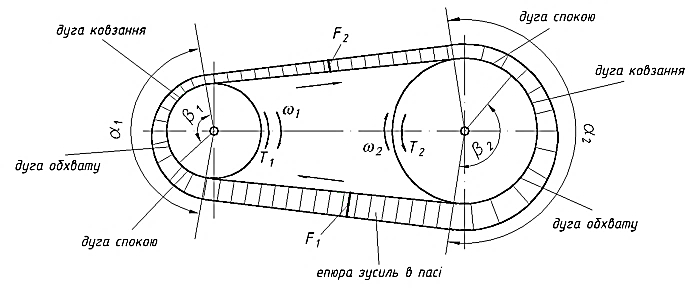 дуга ковзання
F2
дуга спокою
дуга ковзання
α1
β1
ω1
T1
ω2
T2
β2
α2
дуга обхвату
дуга спокою
F1
дуга обхвату
епюра зусиль в пасі